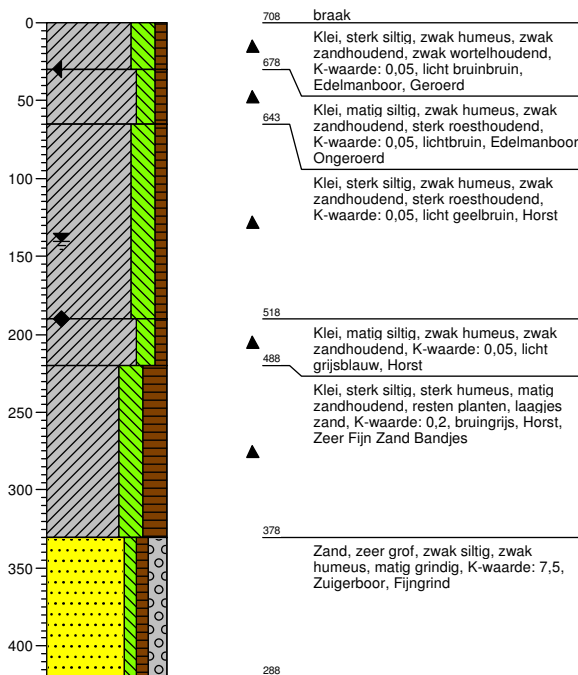 0
50
100
150
200
250
300
350
400
708 braak
Klei, sterk siltig, zwak humeus, zwak
zandhoudend, zwak wortelhoudend,
K-waarde: 0,05, licht bruinbruin,
Edelmanboor, Geroerd
678
Klei, matig siltig, zwak humeus, zwak
zandhoudend, sterk roesthoudend,
K-waarde: 0,05, lichtbruin, Edelmanboor
Ongeroerd
643
Klei, sterk siltig, zwak humeus, zwak
zandhoudend, sterk roesthoudend,
K-waarde: 0,05, licht geelbruin, Horst
518
Klei, matig siltig, zwak humeus, zwak
zandhoudend, K-waarde: 0,05, licht
grijsblauw, Horst
488
Klei, sterk siltig, sterk humeus, matig
zandhoudend, resten planten, laagjes
zand, K-waarde: 0,2, bruingrijs, Horst,
Zeer Fijn Zand Bandjes
378
Zand, zeer grof, zwak siltig, zwak
humeus, matig grindig, K-waarde: 7,5,
Zuigerboor, Fijngrind
288